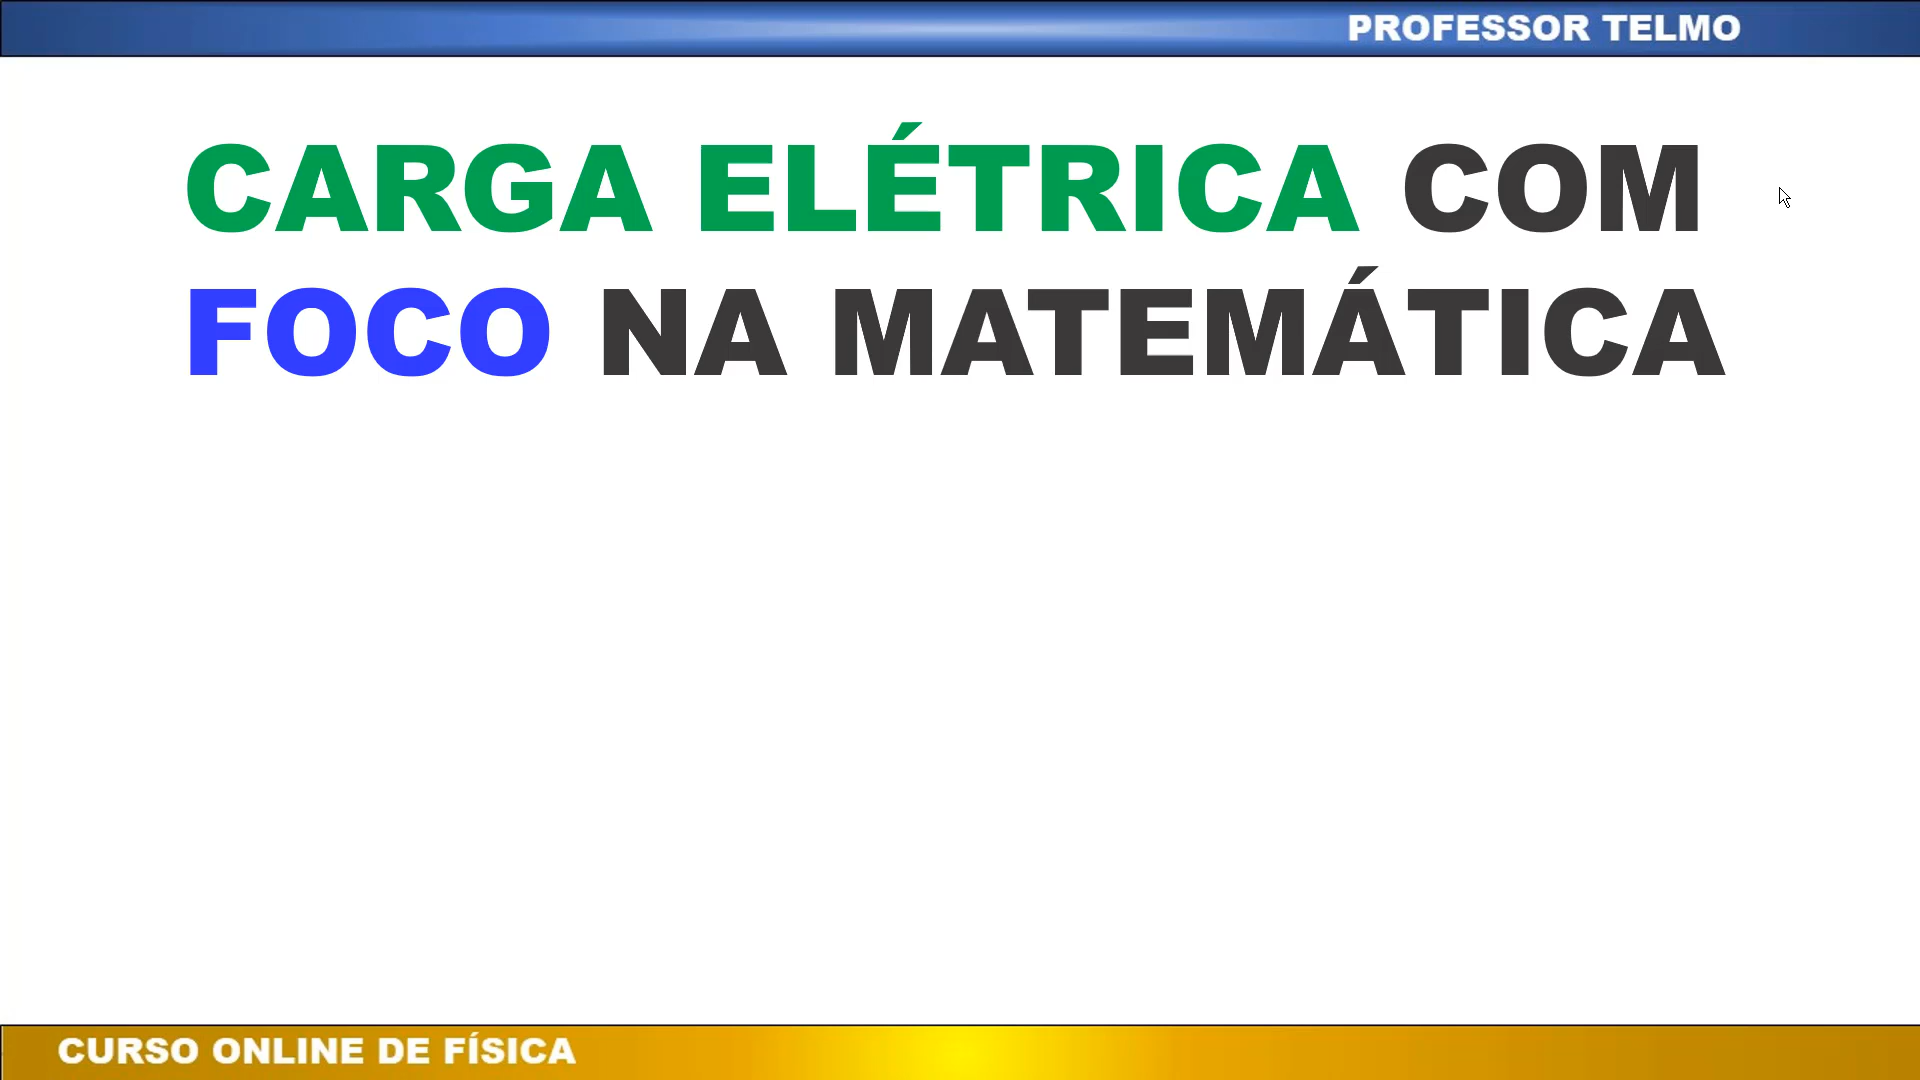 PROFESSOR TELMO
CARGA ELÉTRICA COM
FOCO NA MATEMÁTICA
CURSO ONLINE DE FÍSICA